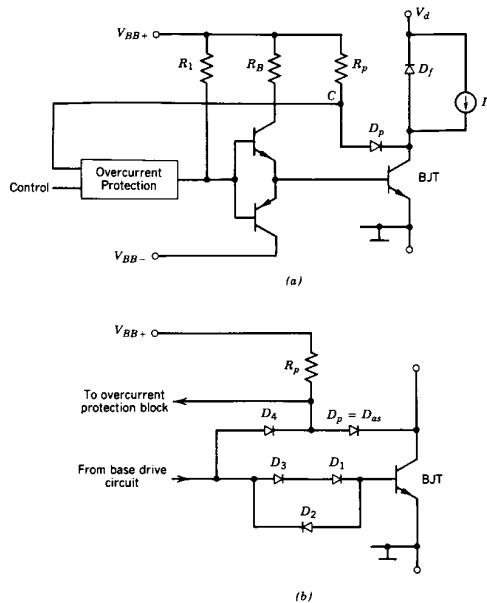 V_d
V_BB+
R_1
R_B
R_p
D_f
I
C
D_p
Overcurrent
Protection
Control
BJT
V_BB-
(a)
V_BB+
R_p
To overcurrent
protection block
D_4
D_p = D_as
From base drive
circuit
D_3
D_1
BJT
D_2
(b)